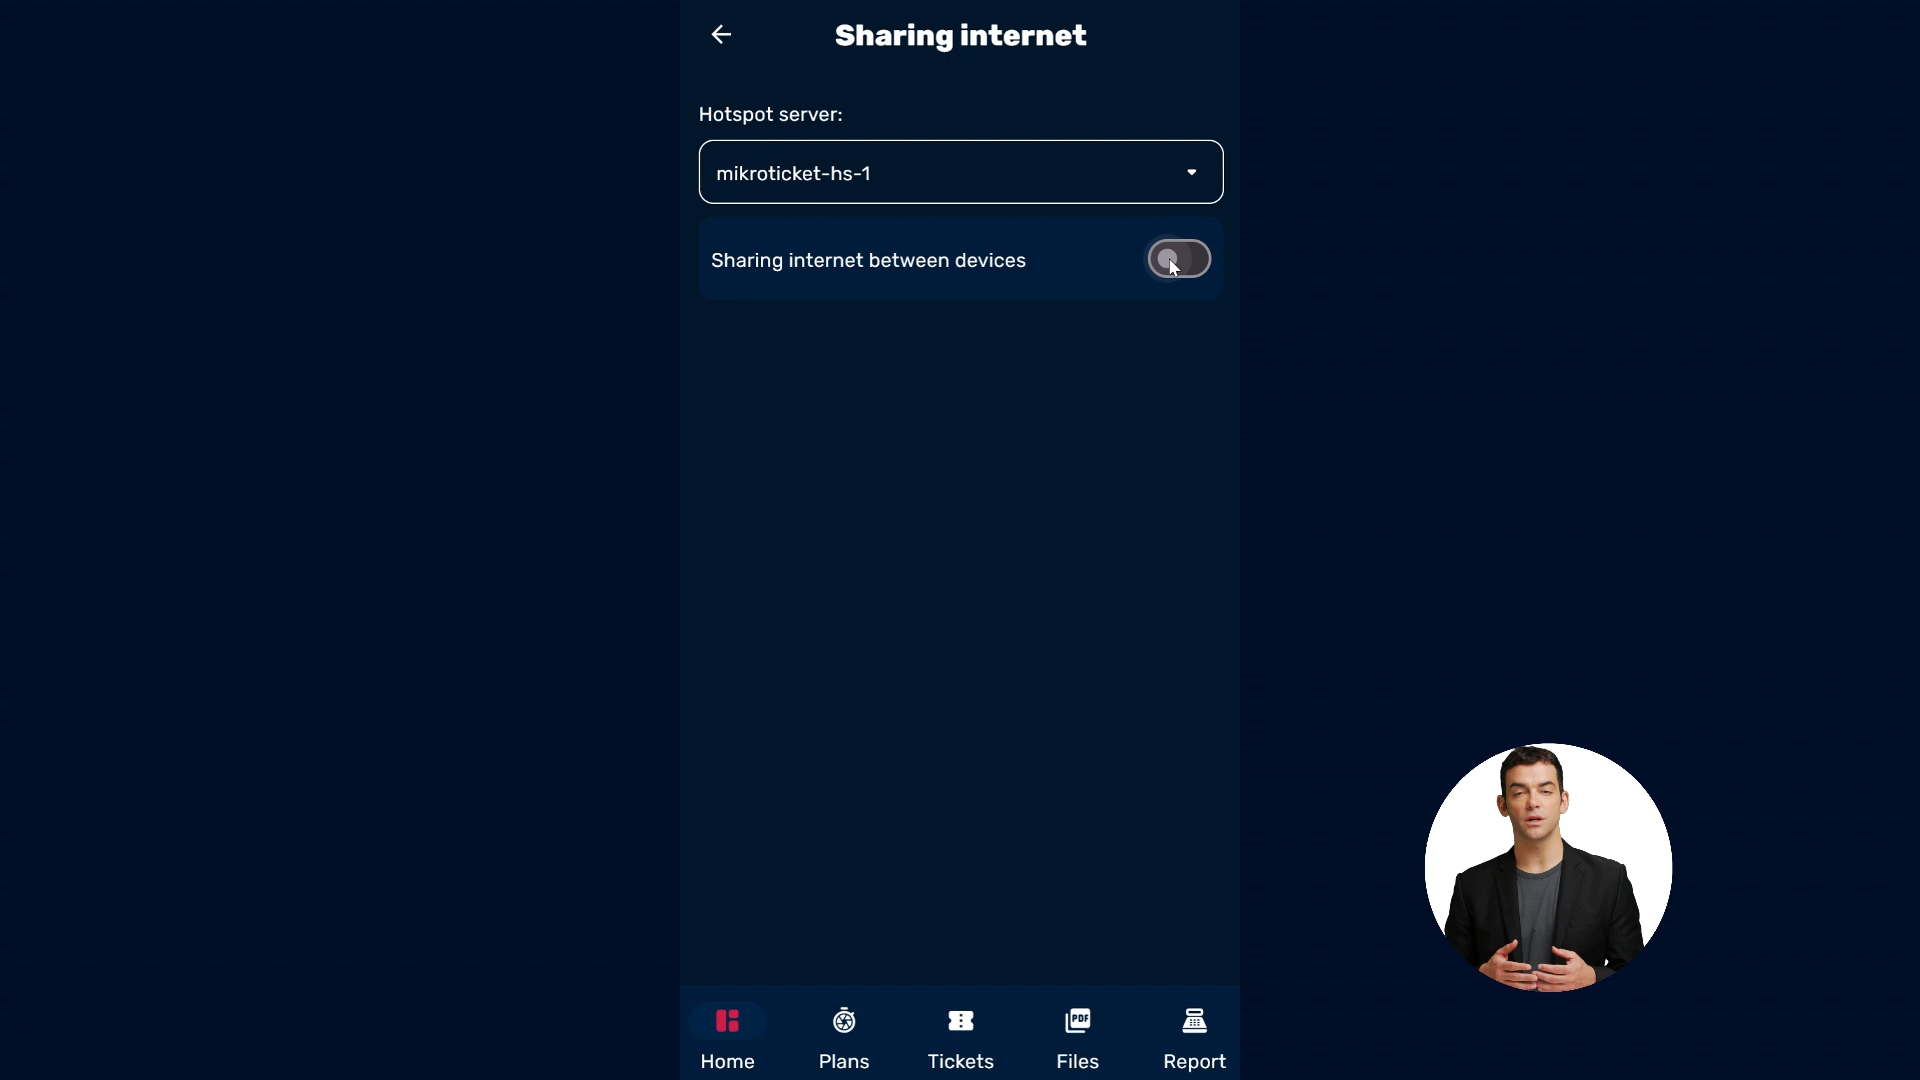 Sharing internet
Hotspot server:
mikroticket-hs-1
Sharing internet between devices
PDF
Home
Plans
Tickets
Files
Report